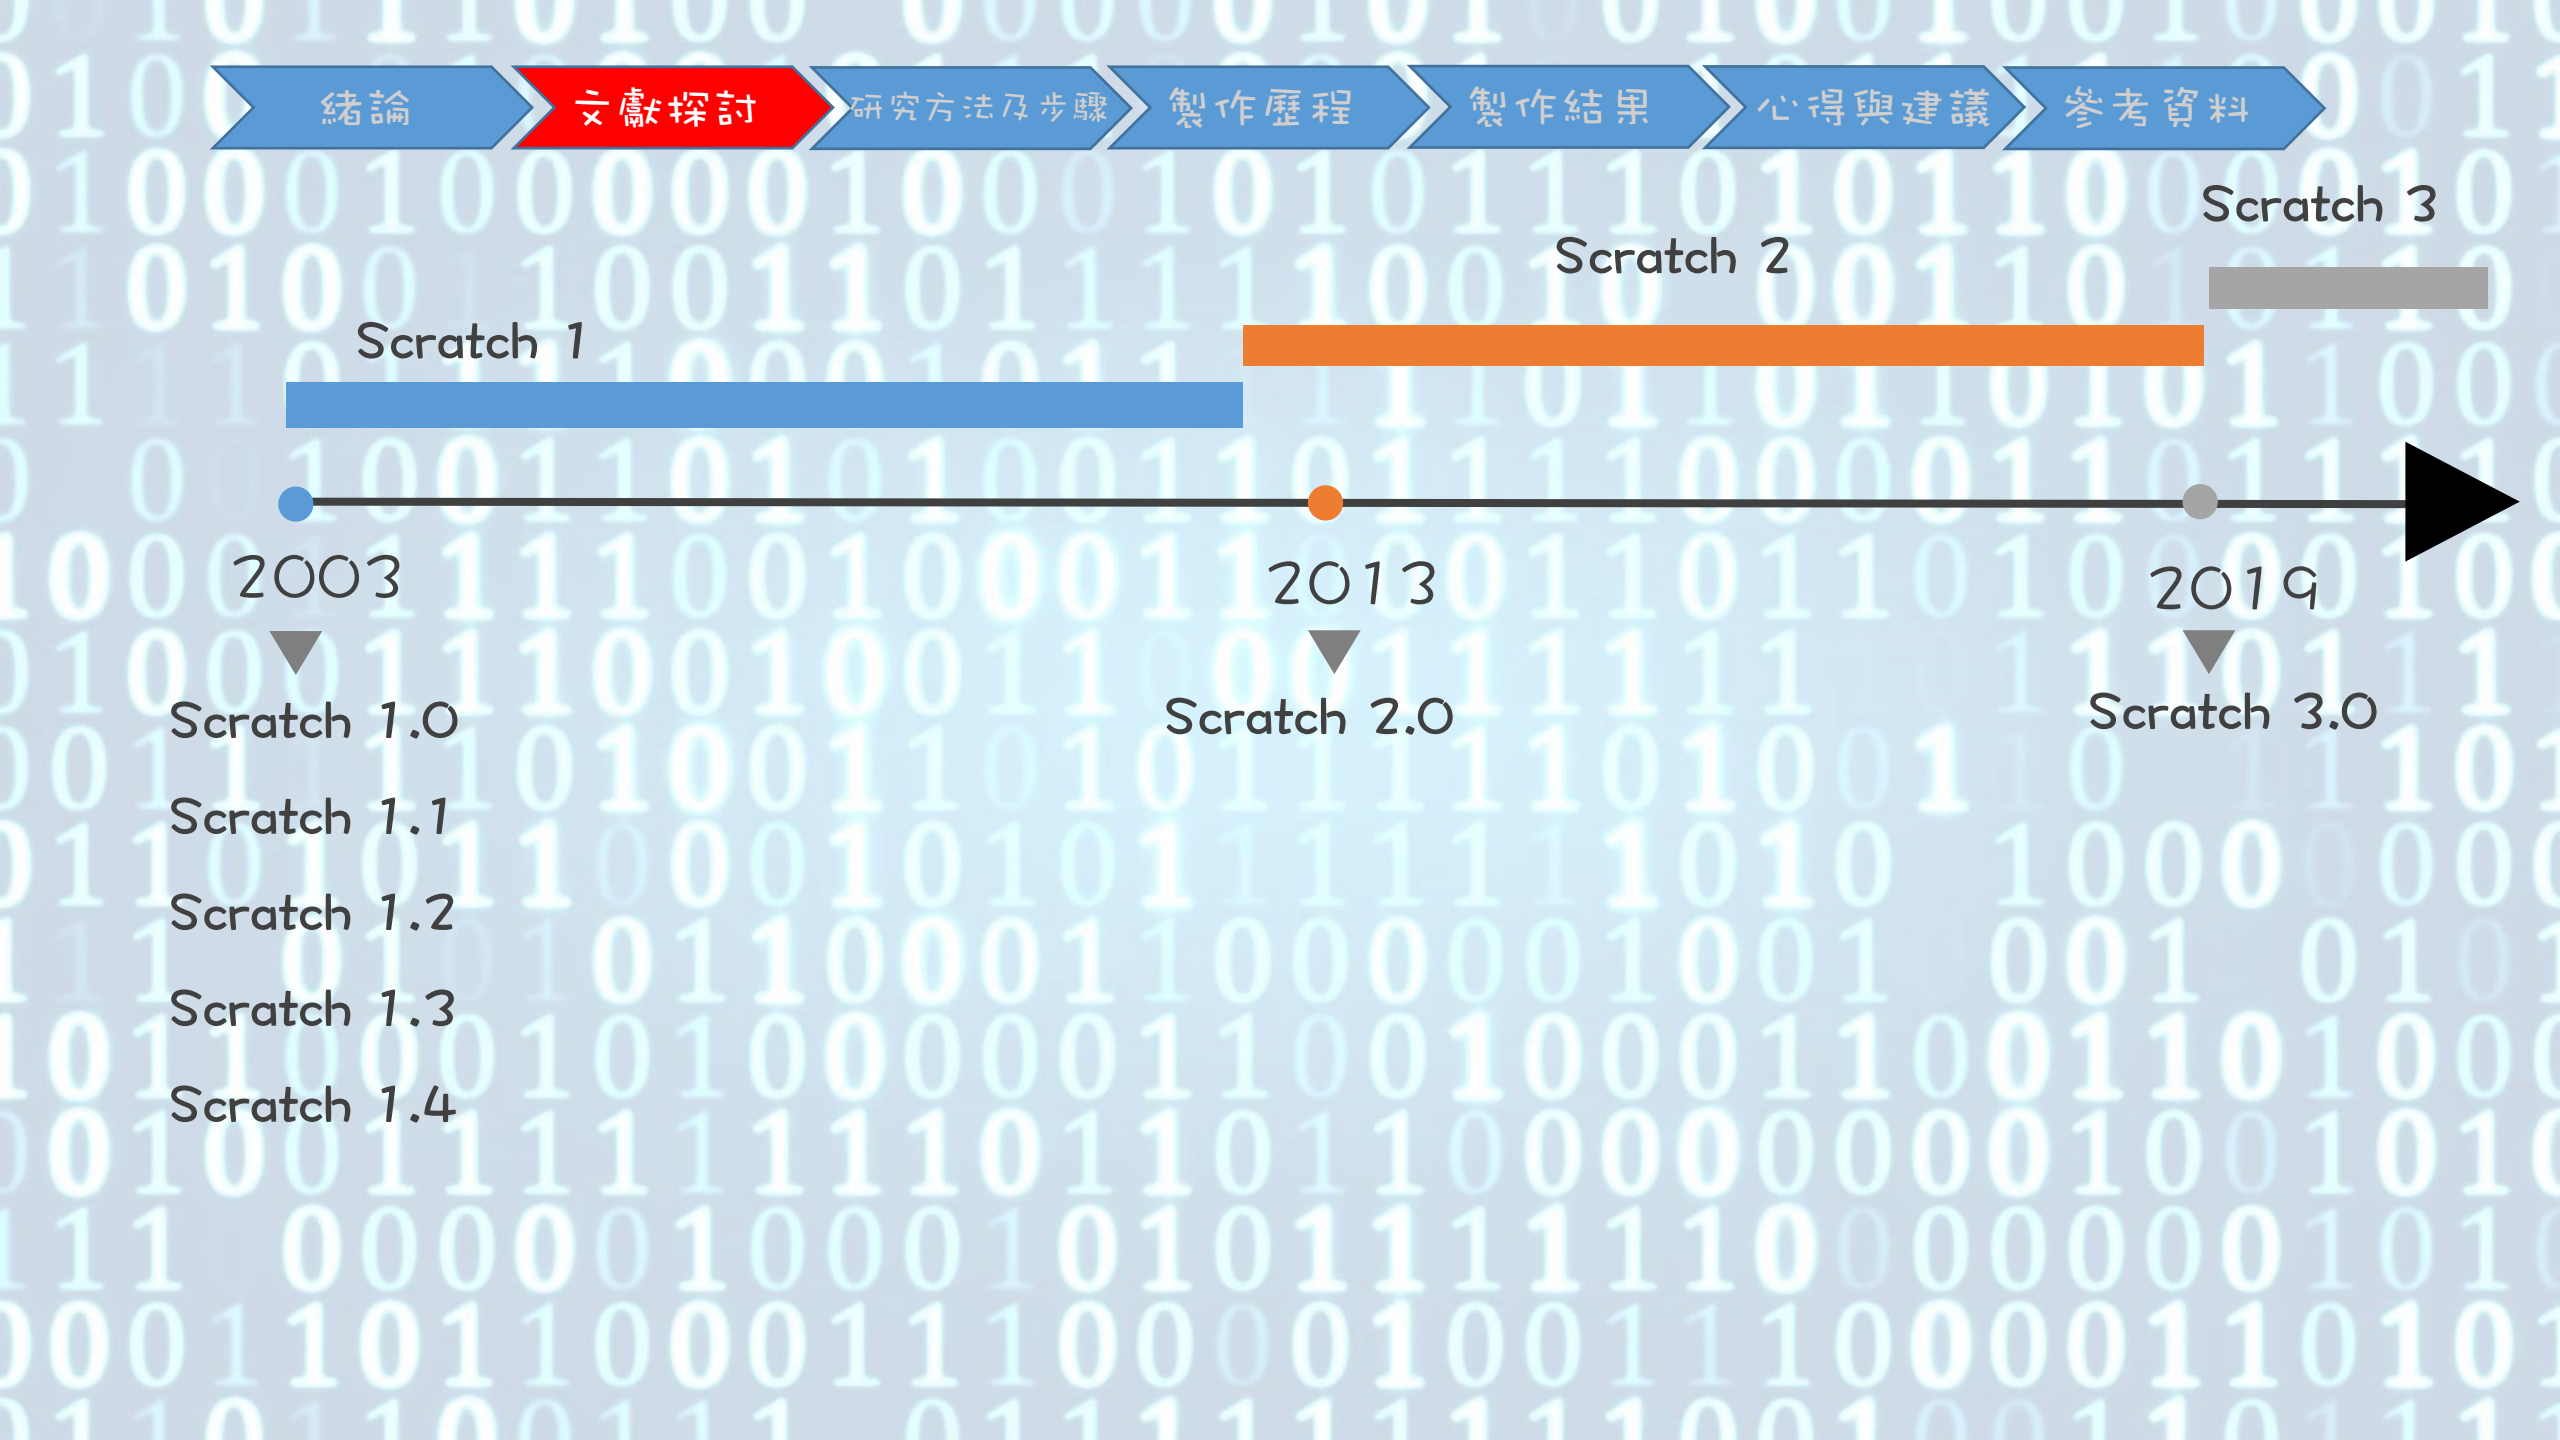 緒論
文獻探討
研究方法及步驟
製作歷程
製作結果
心得與建議
參考資料
Scratch 3
Scratch 2
Scratch 1
2003
2013
2019
Scratch 1.0
Scratch 2.0
Scratch 3.0
Scratch 1.1
Scratch 1.2
Scratch 1.3
Scratch 1.4